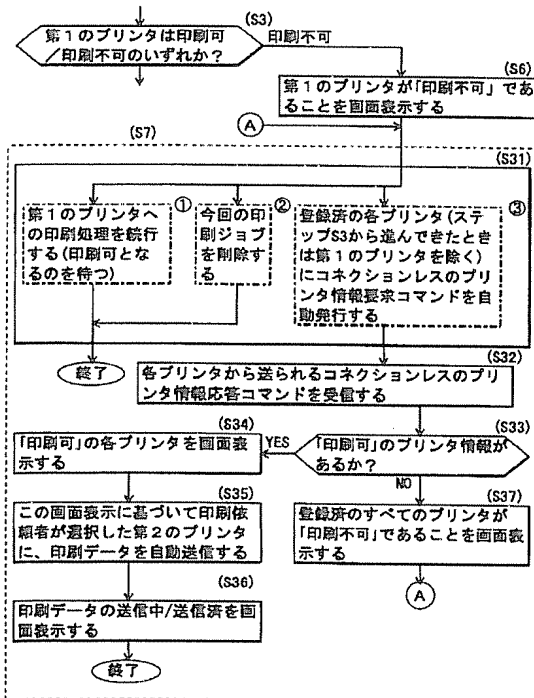 (S3)
第1のプリンタは印刷可
/印刷不可のいずれか?
印刷不可
(S6)
第1のプリンタが「印刷不可」であ
ることを画面表示する
A
(S7)
(S31)
①
第1のプリンタへ
の印刷処理を続行
する(印刷可とな
るのを待つ)
②
今回の印
刷ジョブ
を削除す
る
③
登録済の各プリンタ(ステ
ップS3から進んできたとき
は第1のプリンタを除く)
にコネクションレスのプリ
ンタ情報要求コマンドを自
動発行する
終了
(S32)
各プリンタから送られるコネクションレスのプリ
ンタ情報応答コマンドを受信する
(S33)
「印刷可」のプリンタ情報が
あるか?
YES
NO
(S34)
「印刷可」の各プリンタを画面表
示する
(S35)
この画面表示に基づいて印刷依
頼者が選択した第2のプリンタ
に、印刷データを自動送信する
(S36)
印刷データの送信中/送信済を画
面表示する
終了
(S37)
登録済のすべてのプリンタが
「印刷不可」であることを画面表
示する
A